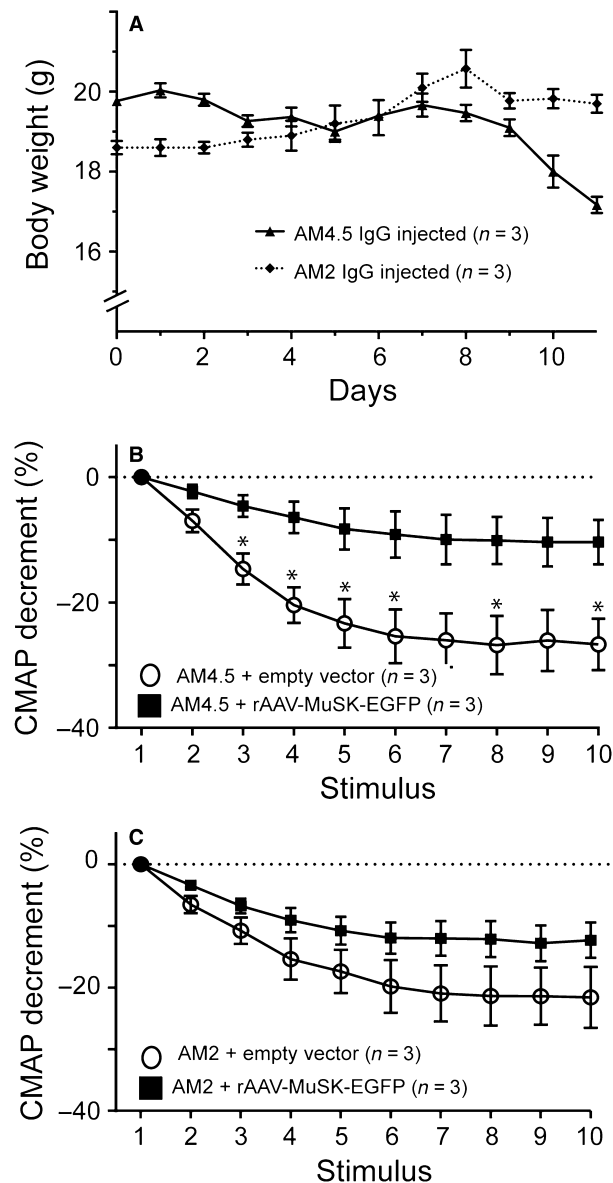 A
Body weight (g)
20
18
16
AM4.5 IgG injected (n = 3)
AM2 IgG injected (n = 3)
0 2 4 6 8 10
Days
B
CMAP decrement (%)
0
–20
–40
* * * * * *
AM4.5 + empty vector (n = 3)
AM4.5 + rAAV-MuSK-EGFP (n = 3)
1 2 3 4 5 6 7 8 9 10
Stimulus
C
CMAP decrement (%)
0
–20
–40
AM2 + empty vector (n = 3)
AM2 + rAAV-MuSK-EGFP (n = 3)
1 2 3 4 5 6 7 8 9 10
Stimulus